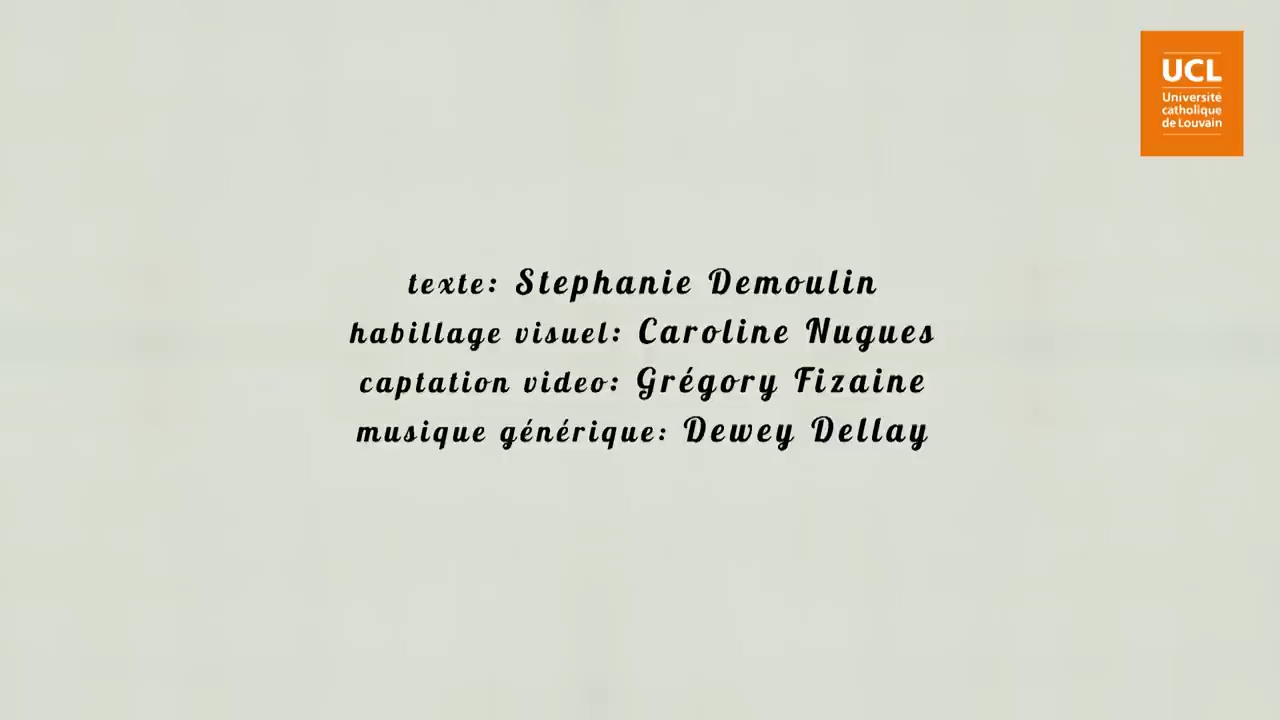 UCL
Université
catholique
de Louvain
texte: Stephanie Demoulin
habillage visuel: Caroline Nugues
captation video: Grégory Fizaine
musique générique: Dewey Dellay